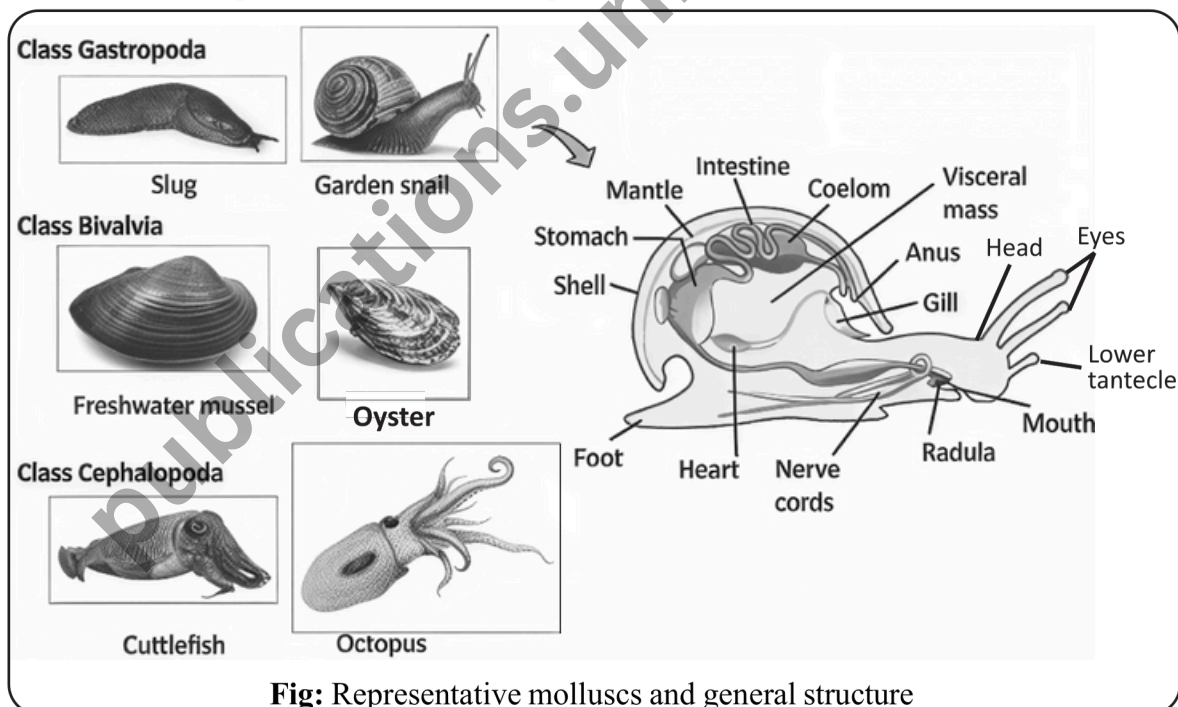 Class Gastropoda
Slug
Garden snail
Class Bivalvia
Freshwater mussel
Oyster
Class Cephalopoda
Cuttlefish
Octopus
Intestine
Mantle
Coelom
Visceral
mass
Stomach
Anus
Head
Eyes
Shell
Gill
Lower
tantecle
Mouth
Radula
Foot
Heart
Nerve
cords
Fig: Representative molluscs and general structure
publications.un